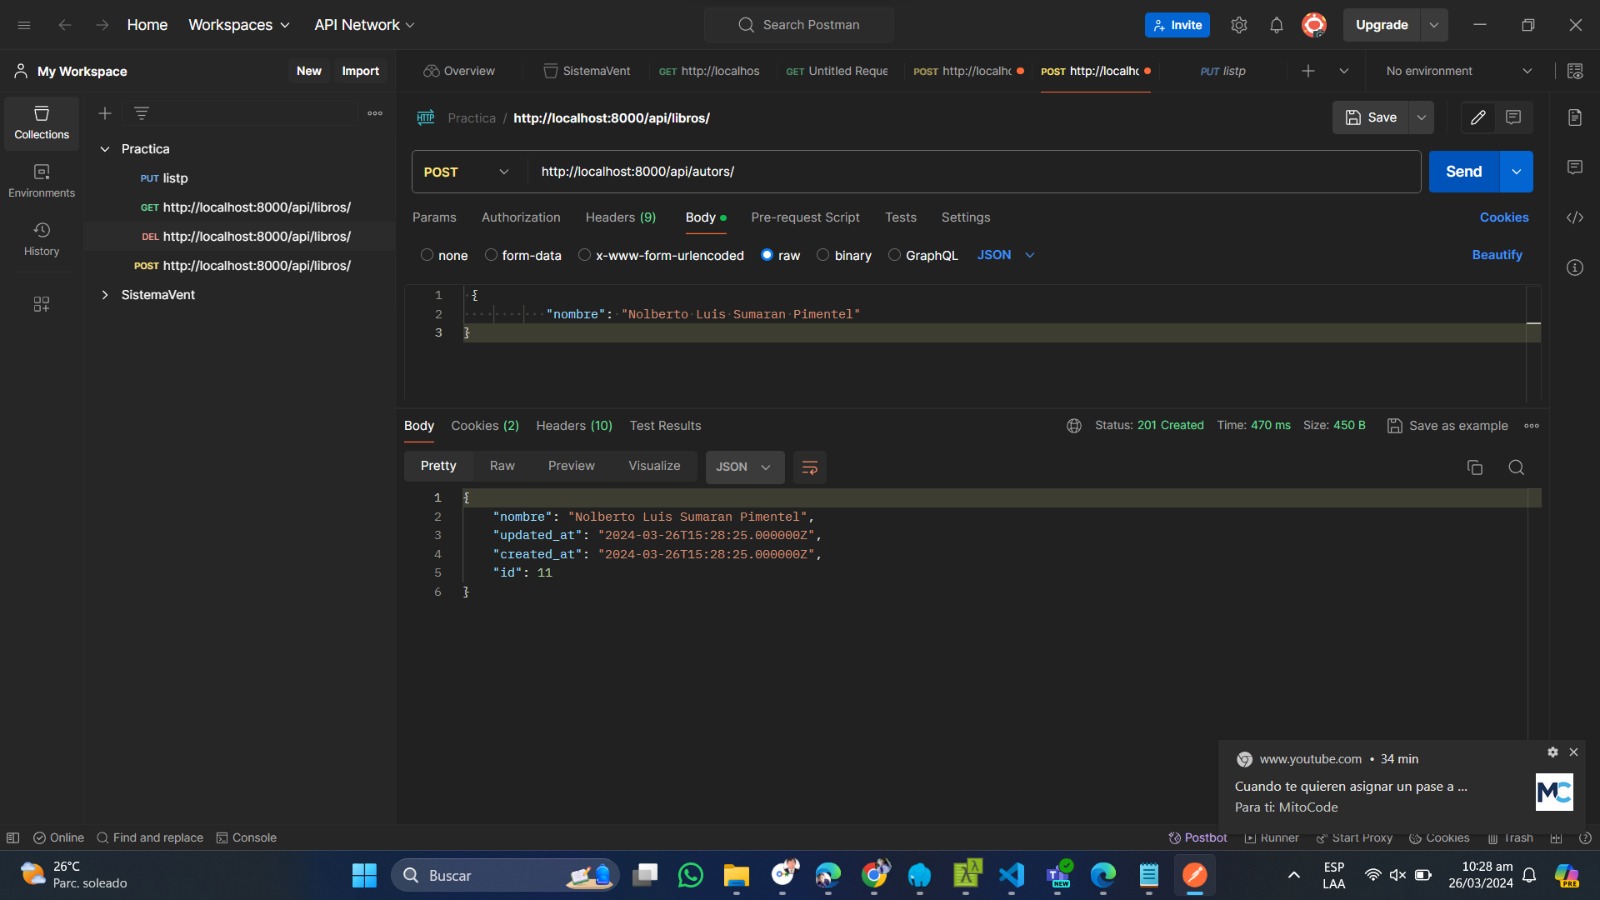 Home Workspaces API Network Search Postman Invite Upgrade
My Workspace New Import Overview SistemaVent GET http://localhos GET Untitled Reque POST http://localhc POST http://localhc PUT listp No environment
Collections
Environments
History
Practica
PUT listp
GET http://localhost:8000/api/libros/
DEL http://localhost:8000/api/libros/
POST http://localhost:8000/api/libros/
SistemaVent
HTTP Practica / http://localhost:8000/api/libros/ Save
POST http://localhost:8000/api/autors/ Send
Params Authorization Headers (9) Body Pre-request Script Tests Settings Cookies
none form-data x-www-form-urlencoded raw binary GraphQL JSON Beautify
1 {
2 "nombre": "Nolberto Luis Sumaran Pimentel"
3 }
Body Cookies (2) Headers (10) Test Results Status: 201 Created Time: 470 ms Size: 450 B Save as example
Pretty Raw Preview Visualize JSON
1 {
2 "nombre": "Nolberto Luis Sumaran Pimentel",
3 "updated_at": "2024-03-26T15:28:25.000000Z",
4 "created_at": "2024-03-26T15:28:25.000000Z",
5 "id": 11
6 }
www.youtube.com • 34 min
Cuando te quieren asignar un pase a ...
Para ti: MitoCode
MC
Online Find and replace Console Postbot Runner Start Proxy Cookies Trash
26°C
Parc. soleado
Buscar
NEW
ESP
LAA
10:28 am
26/03/2024
PRE